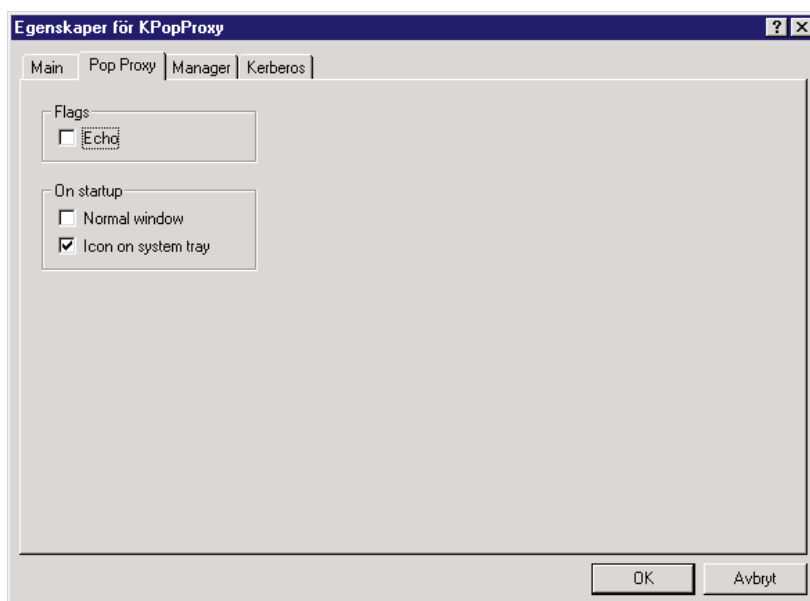 Egenskaper för KPopProxy
Main Pop Proxy Manager Kerberos
Flags
Echo
On startup
Normal window
Icon on system tray
OK Avbryt